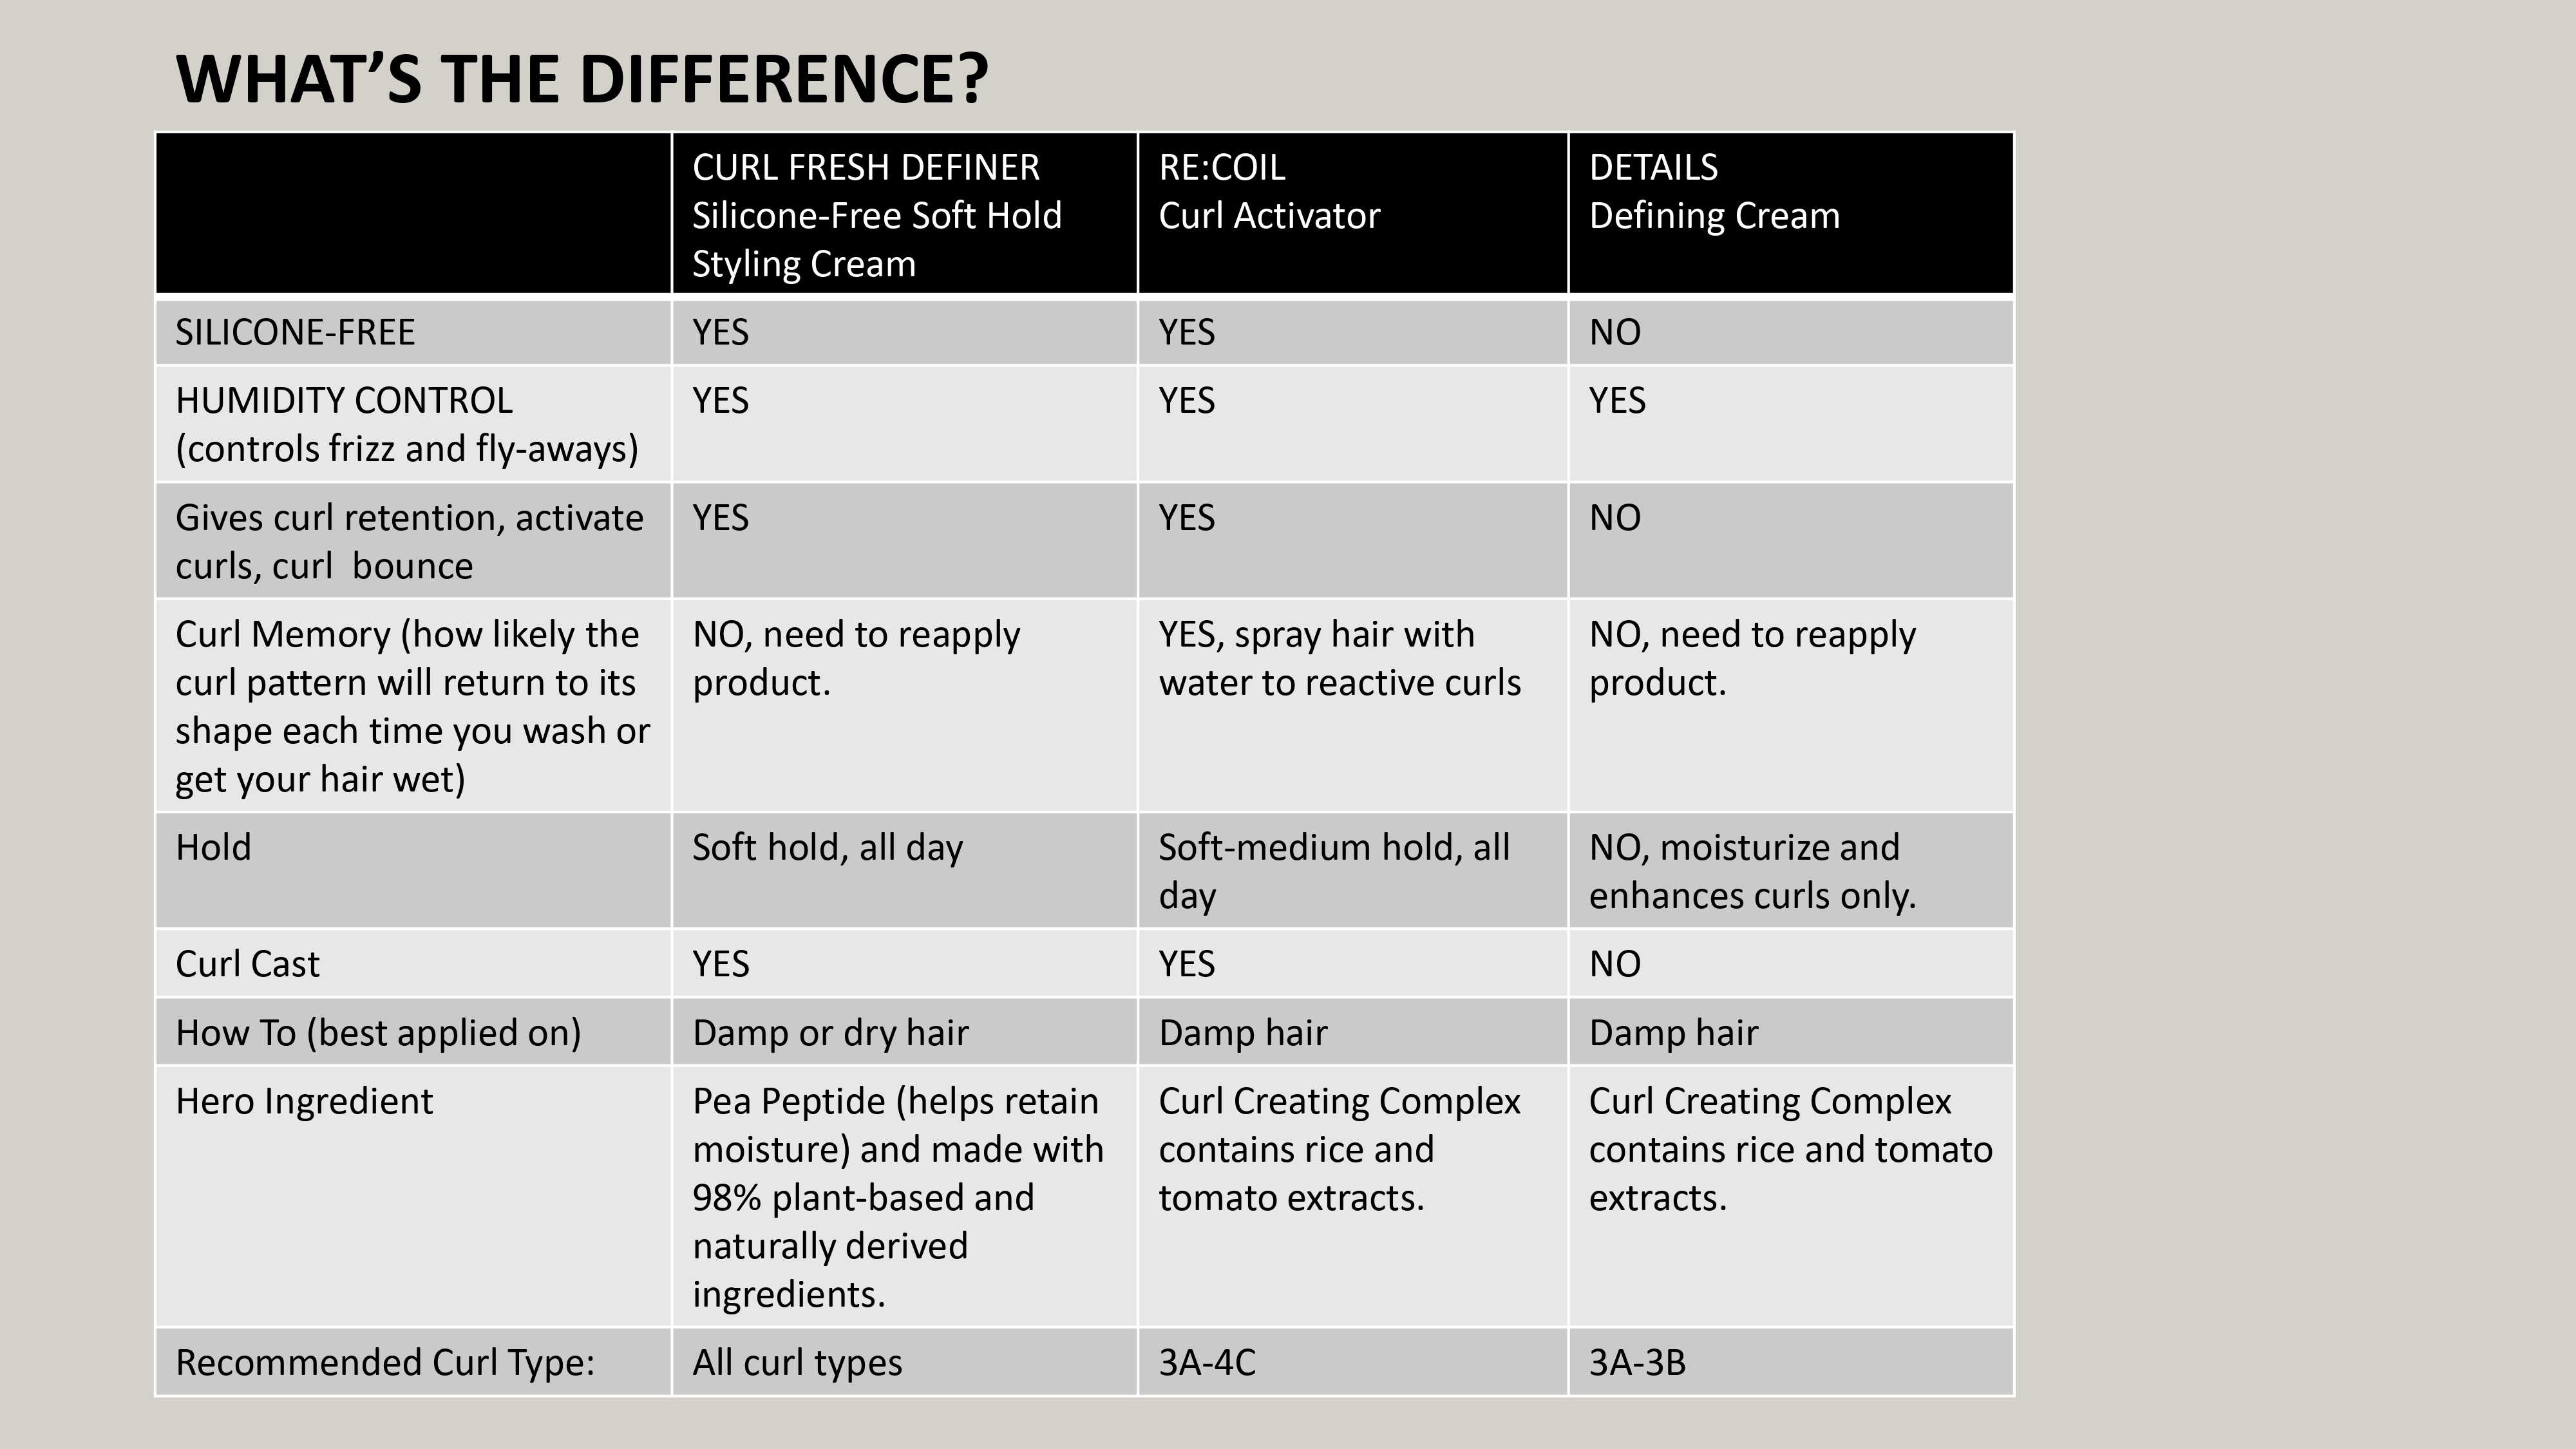 WHAT’S THE DIFFERENCE?
CURL FRESH DEFINER
Silicone-Free Soft Hold
Styling Cream
RE:COIL
Curl Activator
DETAILS
Defining Cream
SILICONE-FREE
YES
YES
NO
HUMIDITY CONTROL
(controls frizz and fly-aways)
YES
YES
YES
Gives curl retention, activate
curls, curl  bounce
YES
YES
NO
Curl Memory (how likely the
curl pattern will return to its
shape each time you wash or
get your hair wet)
NO, need to reapply
product.
YES, spray hair with
water to reactive curls
NO, need to reapply
product.
Hold
Soft hold, all day
Soft-medium hold, all
day
NO, moisturize and
enhances curls only.
Curl Cast
YES
YES
NO
How To (best applied on)
Damp or dry hair
Damp hair
Damp hair
Hero Ingredient
Pea Peptide (helps retain
moisture) and made with
98% plant-based and
naturally derived
ingredients.
Curl Creating Complex
contains rice and
tomato extracts.
Curl Creating Complex
contains rice and tomato
extracts.
Recommended Curl Type:
All curl types
3A-4C
3A-3B